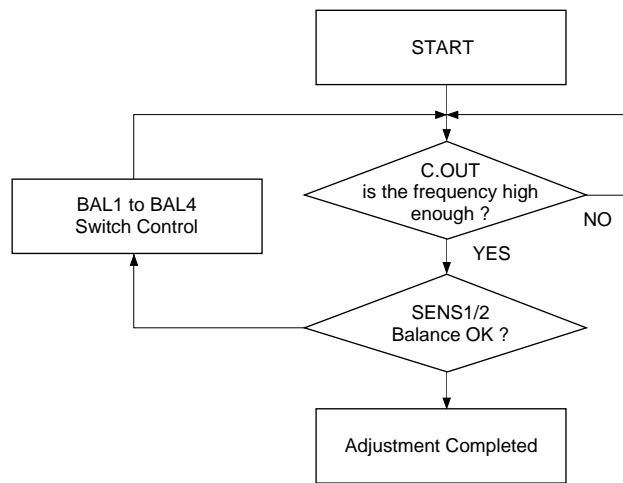 START
C.OUT
is the frequency high
enough ?
NO
YES
BAL1 to BAL4
Switch Control
SENS1/2
Balance OK ?
Adjustment Completed